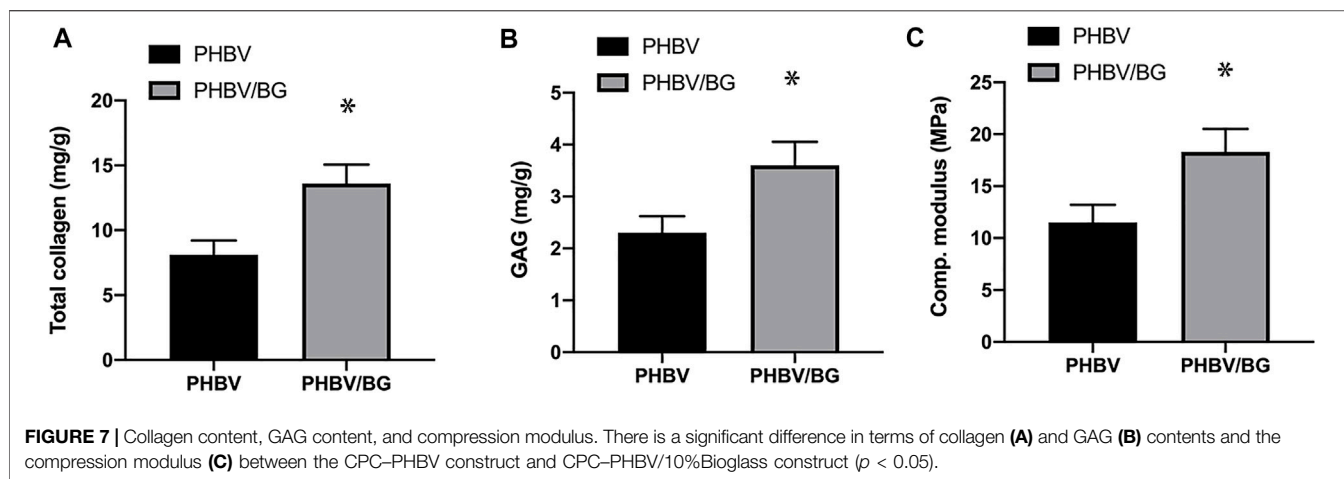 A
PHBV
PHBV/BG
*
Total collagen (mg/g)
20
15
10
5
0
PHBV
PHBV/BG
B
PHBV
PHBV/BG
*
GAG (mg/g)
5
4
3
2
1
0
PHBV
PHBV/BG
C
PHBV
PHBV/BG
*
Comp. modulus (MPa)
25
20
15
10
5
0
PHBV
PHBV/BG
FIGURE 7 | Collagen content, GAG content, and compression modulus. There is a significant difference in terms of collagen (A) and GAG (B) contents and the
compression modulus (C) between the CPC–PHBV construct and CPC–PHBV/10%Bioglass construct (p < 0.05).